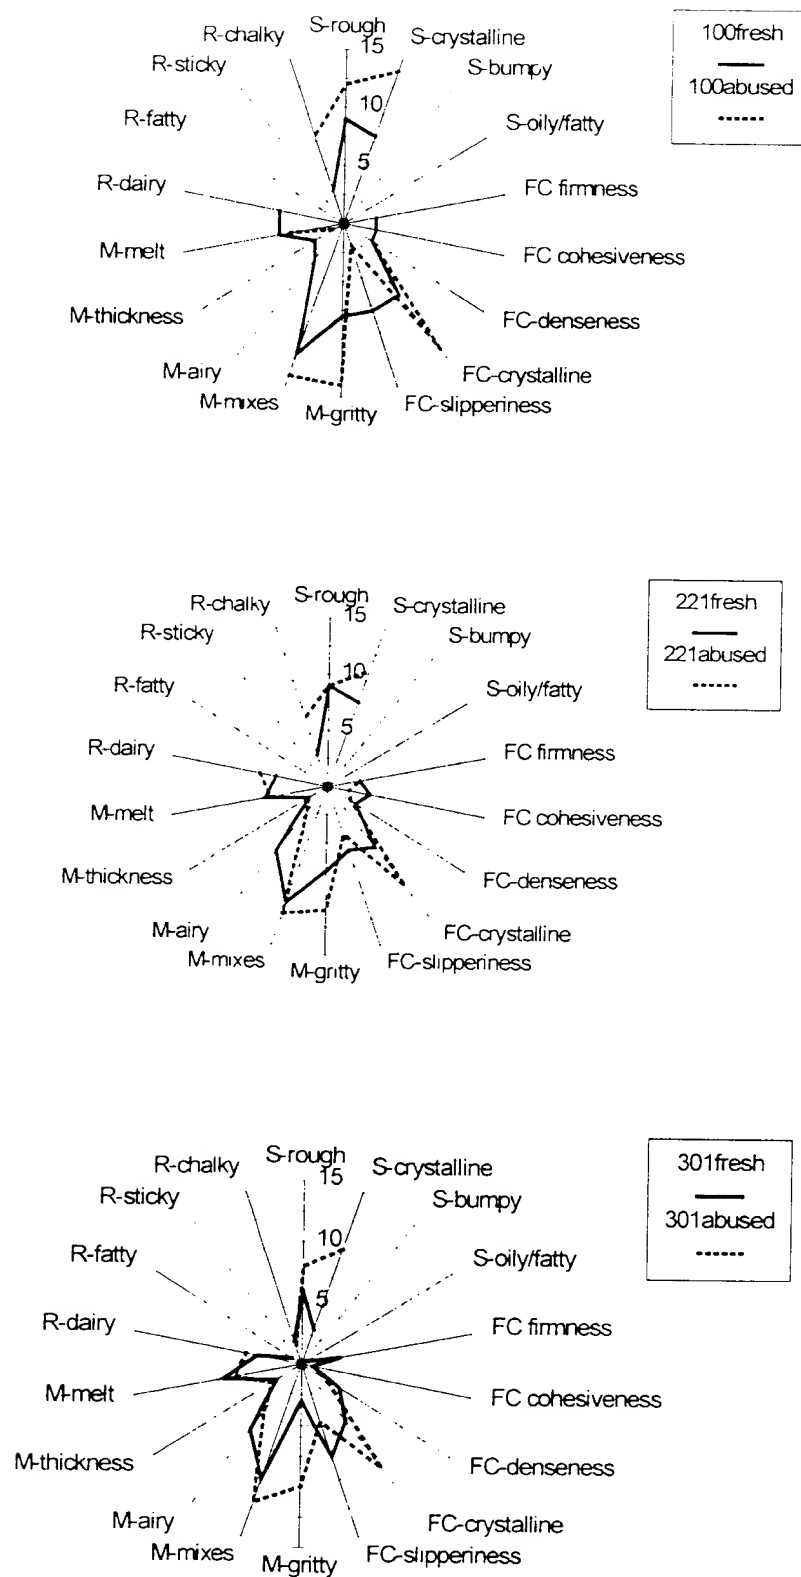 S-rough
R-chalky
15
S-crystalline
R-sticky
S-bumpy
10
R-fatty
S-oily/fatty
5
R-dairy
FC firmness
M-melt
FC cohesiveness
M-thickness
FC-denseness
M-airy
FC-crystalline
M-mixes
FC-slipperiness
M-gritty
100fresh
100abused
S-rough
R-chalky
15
S-crystalline
R-sticky
S-bumpy
10
R-fatty
S-oily/fatty
5
R-dairy
FC firmness
M-melt
FC cohesiveness
M-thickness
FC-denseness
M-airy
FC-crystalline
M-mixes
FC-slipperiness
M-gritty
221fresh
221abused
S-rough
R-chalky
15
S-crystalline
R-sticky
S-bumpy
10
R-fatty
S-oily/fatty
5
R-dairy
FC firmness
M-melt
FC cohesiveness
M-thickness
FC-denseness
M-airy
FC-crystalline
M-mixes
FC-slipperiness
M-gritty
301fresh
301abused